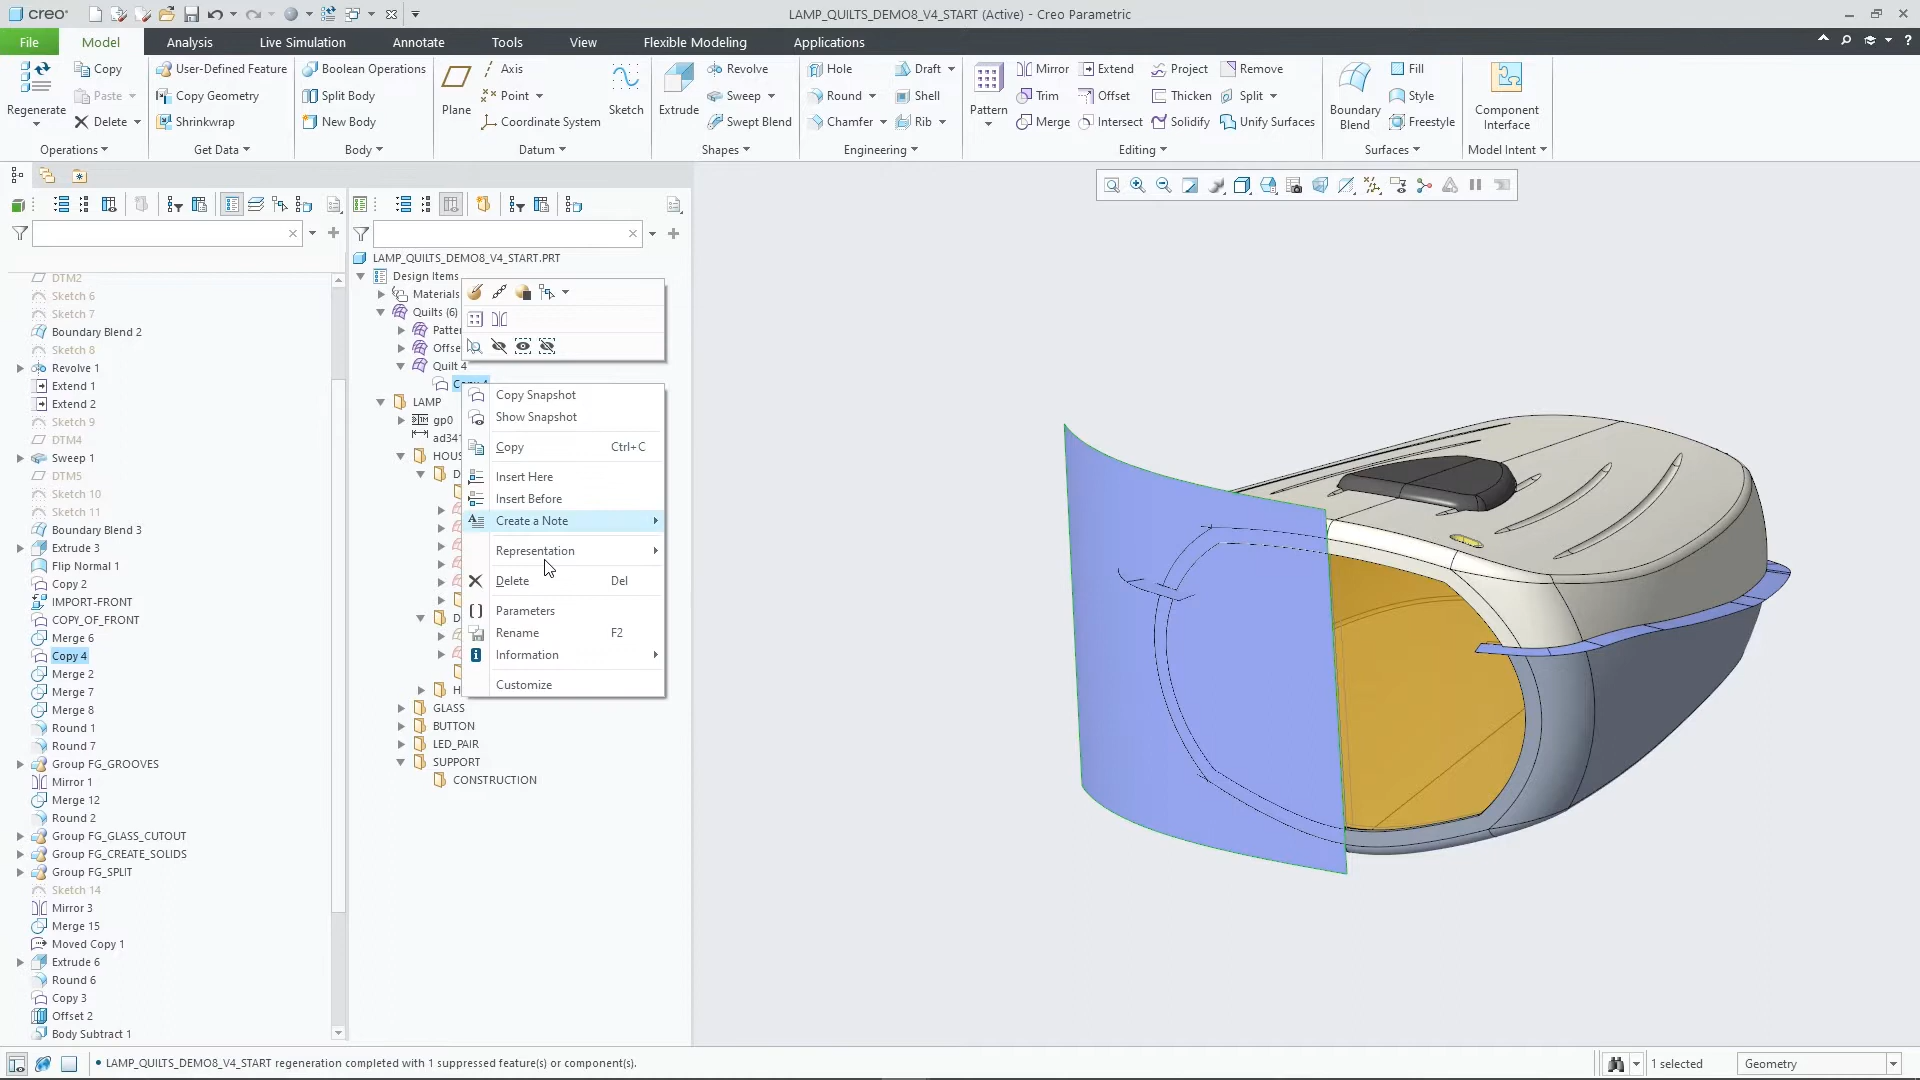 creo
LAMP_QUILTS_DEMO8_V4_START (Active) - Creo Parametric
File Model Analysis Live Simulation Annotate Tools View Flexible Modeling Applications
Regenerate
Copy
Paste
Delete
Operations
User-Defined Feature
Copy Geometry
Shrinkwrap
Get Data
Boolean Operations
Split Body
New Body
Body
Plane
Axis
Point
Coordinate System
Sketch
Datum
Extrude
Revolve
Sweep
Swept Blend
Shapes
Hole
Draft
Round
Shell
Chamfer
Rib
Engineering
Pattern
Mirror
Extend
Project
Remove
Trim
Offset
Thicken
Split
Merge
Intersect
Solidify
Unify Surfaces
Editing
Boundary
Blend
Fill
Style
Freestyle
Surfaces
Component
Interface
Model Intent
DTM2
Sketch 6
Sketch 7
Boundary Blend 2
Sketch 8
Revolve 1
Extend 1
Extend 2
Sketch 9
DTM4
Sweep 1
DTM5
Sketch 10
Sketch 11
Boundary Blend 3
Extrude 3
Flip Normal 1
Copy 2
IMPORT-FRONT
COPY_OF_FRONT
Merge 6
Copy 4
Merge 2
Merge 7
Merge 8
Round 1
Round 7
Group FG_GROOVES
Mirror 1
Merge 12
Round 2
Group FG_GLASS_CUTOUT
Group FG_CREATE_SOLIDS
Group FG_SPLIT
Sketch 14
Mirror 3
Merge 15
Moved Copy 1
Extrude 6
Round 6
Copy 3
Offset 2
Body Subtract 1
LAMP_QUILTS_DEMO8_V4_START.PRT
Design Items
Materials
Quilts (6)
Patter
Offse
Quilt 4
LAMP
gp0
ad341
HOUS
D
D
H
GLASS
BUTTON
LED_PAIR
SUPPORT
CONSTRUCTION
Copy Snapshot
Show Snapshot
Copy Ctrl+C
Insert Here
Insert Before
Create a Note
Representation
Delete Del
Parameters
Rename F2
Information
Customize
LAMP_QUILTS_DEMO8_V4_START regeneration completed with 1 suppressed feature(s) or component(s).
1 selected
Geometry